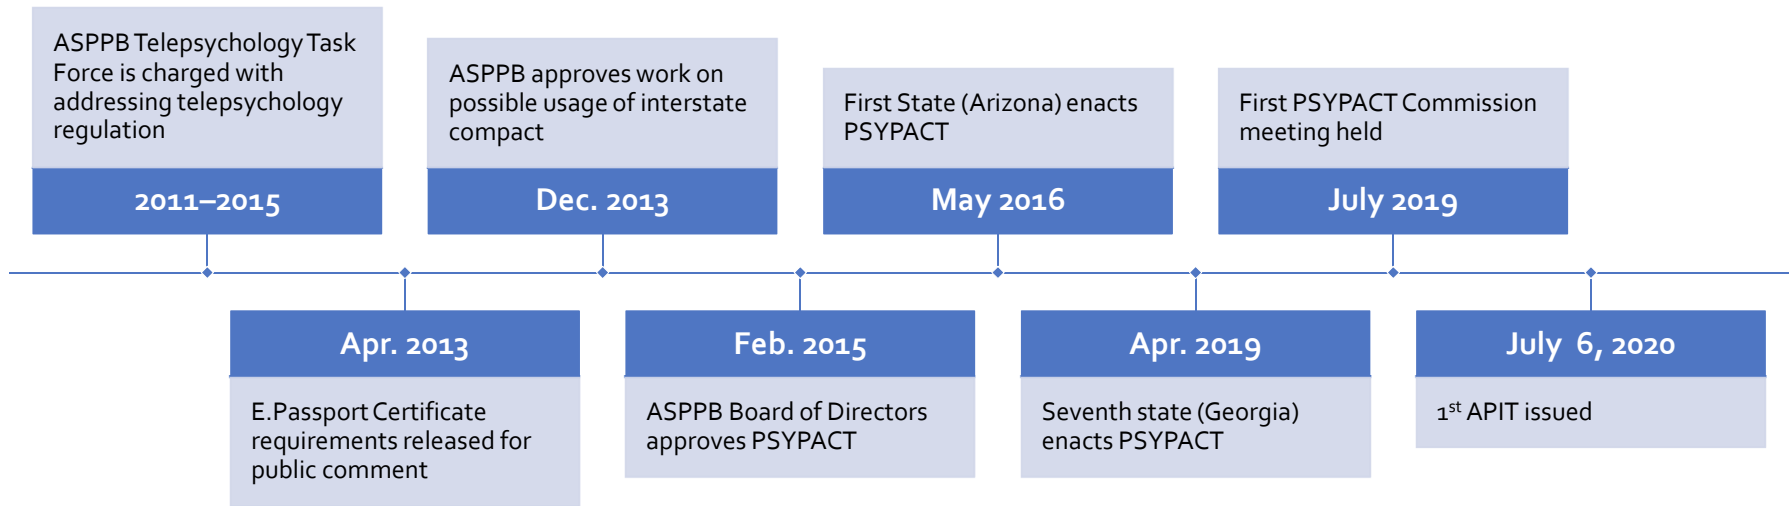 ASPPB Telepsychology Task
Force is charged with
addressing telepsychology
regulation
2011–2015
Apr. 2013
E.Passport Certificate
requirements released for
public comment
ASPPB approves work on
possible usage of interstate
compact
Dec. 2013
Feb. 2015
ASPPB Board of Directors
approves PSYPACT
First State (Arizona) enacts
PSYPACT
May 2016
Apr. 2019
Seventh state (Georgia)
enacts PSYPACT
First PSYPACT Commission
meeting held
July 2019
July 6, 2020
1st APIT issued